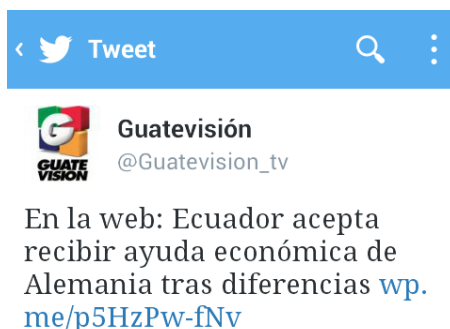 Tweet
Guatevisión
@Guatevision_tv
GUATE
VISION
En la web: Ecuador acepta
recibir ayuda económica de
Alemania tras diferencias wp.
me/p5HzPw-fNv